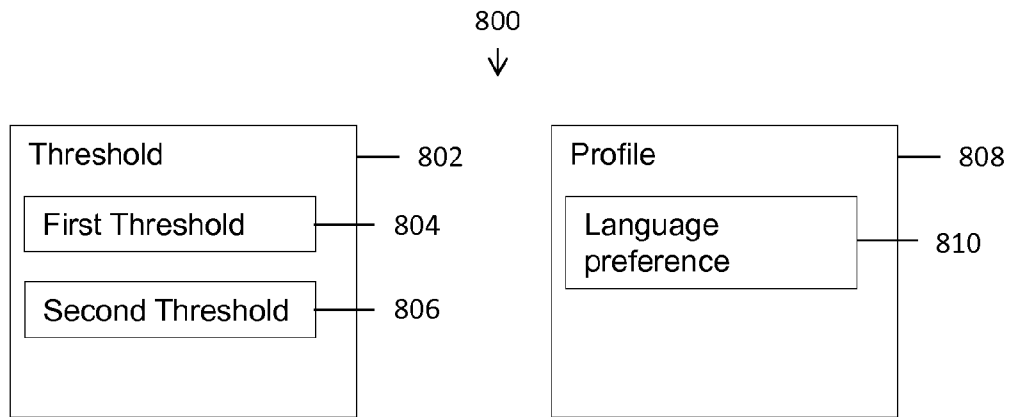 800
Threshold
802
First Threshold
804
Second Threshold
806
Profile
808
Language
preference
810